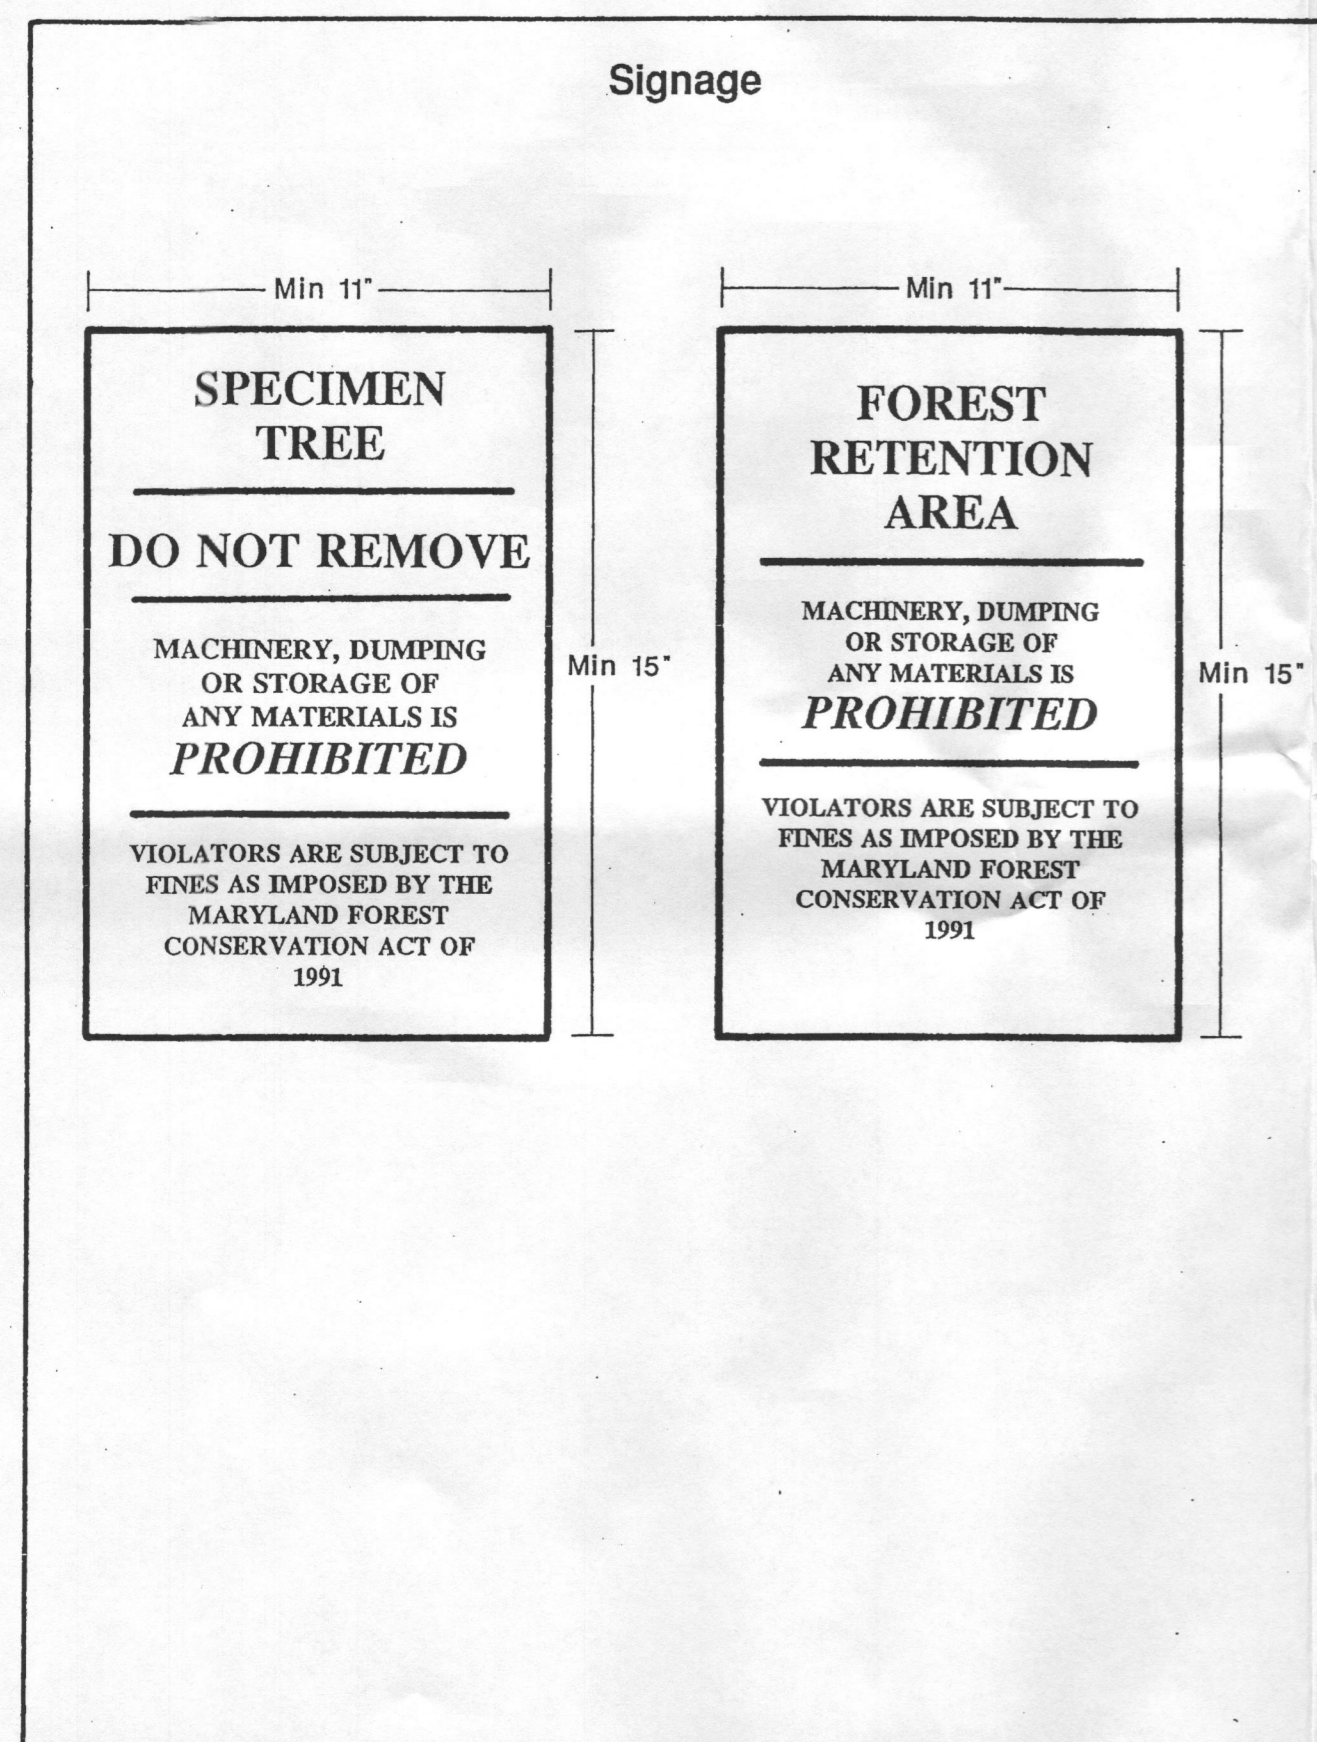 Signage
Min 11"
SPECIMEN
TREE
DO NOT REMOVE
MACHINERY, DUMPING
OR STORAGE OF
ANY MATERIALS IS
PROHIBITED
VIOLATORS ARE SUBJECT TO
FINES AS IMPOSED BY THE
MARYLAND FOREST
CONSERVATION ACT OF
1991
Min 15"
Min 11"
FOREST
RETENTION
AREA
MACHINERY, DUMPING
OR STORAGE OF
ANY MATERIALS IS
PROHIBITED
VIOLATORS ARE SUBJECT TO
FINES AS IMPOSED BY THE
MARYLAND FOREST
CONSERVATION ACT OF
1991
Min 15"